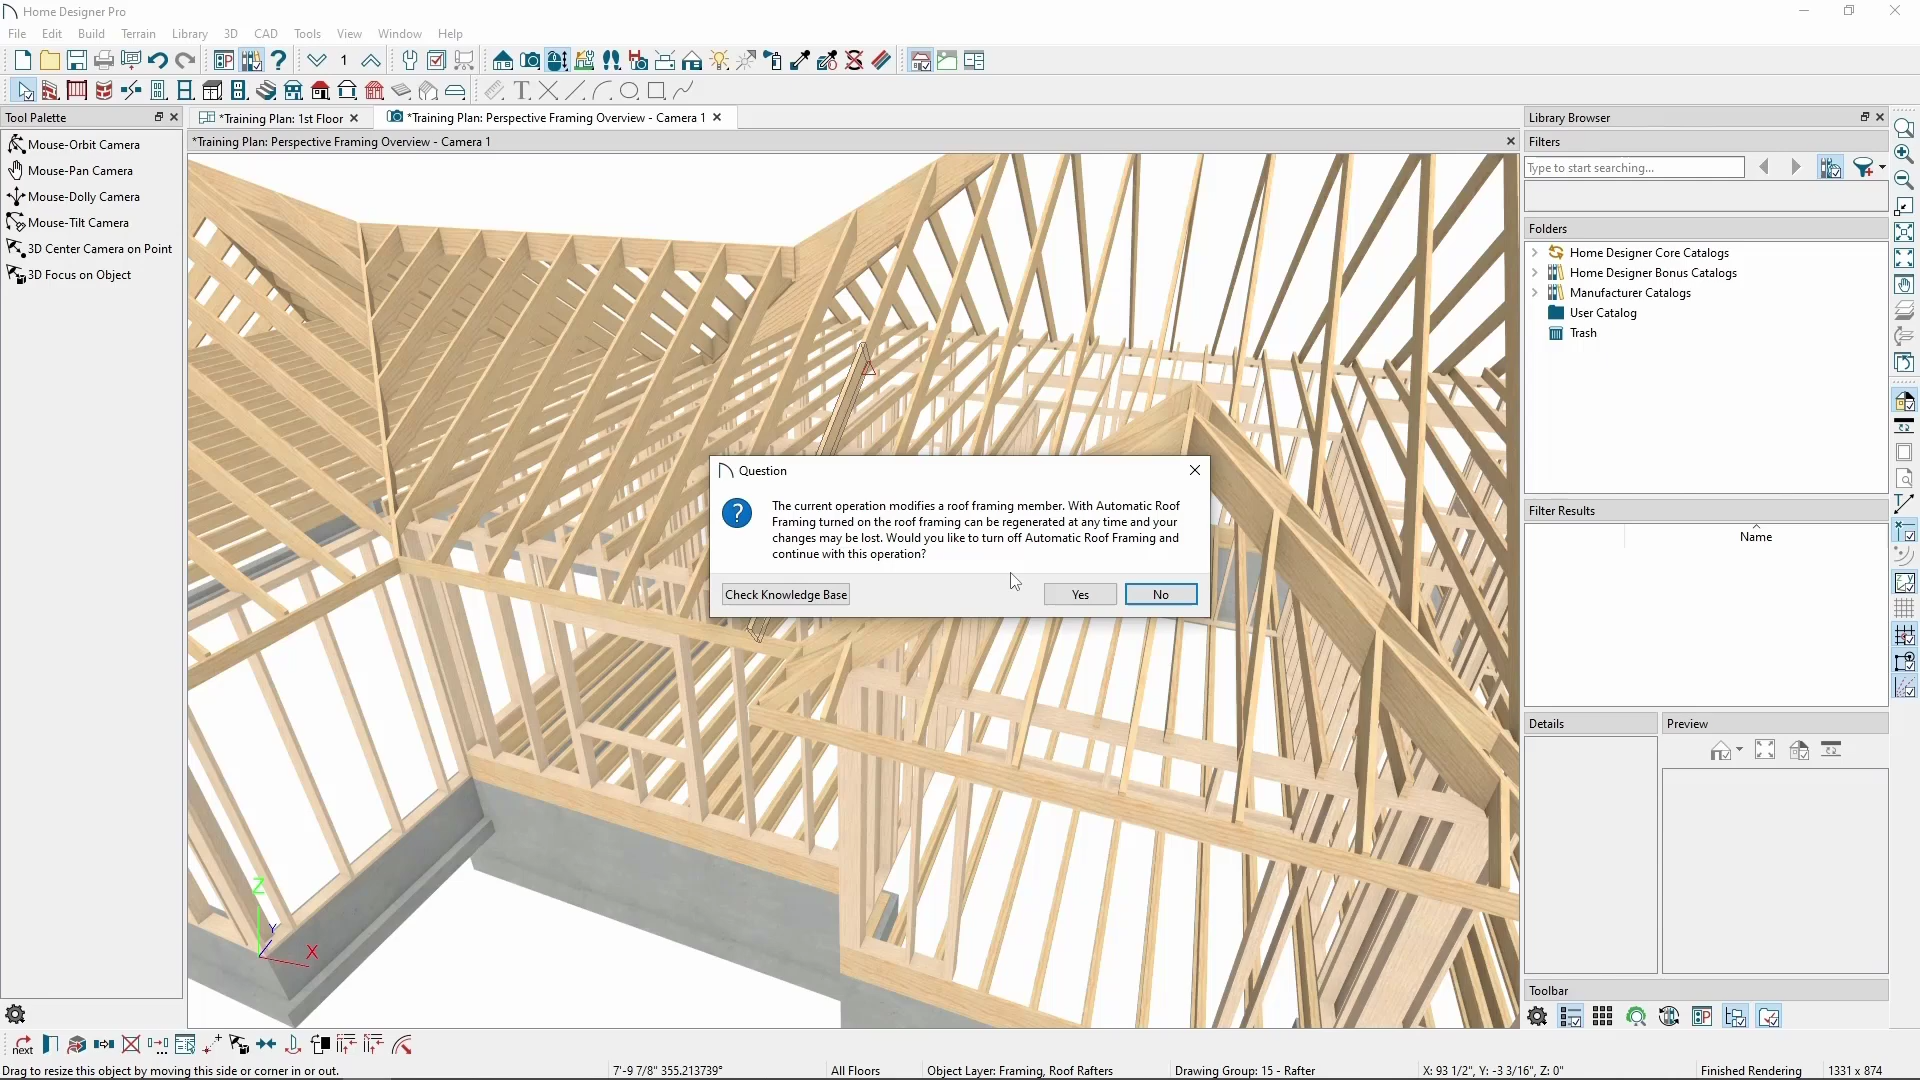 Home Designer Pro
File Edit Build Terrain Library 3D CAD Tools View Window Help
1
Tool Palette
*Training Plan: 1st Floor
*Training Plan: Perspective Framing Overview - Camera 1
*Training Plan: Perspective Framing Overview - Camera 1
Mouse-Orbit Camera
Mouse-Pan Camera
Mouse-Dolly Camera
Mouse-Tilt Camera
3D Center Camera on Point
3D Focus on Object
Library Browser
Filters
Type to start searching...
Folders
Home Designer Core Catalogs
Home Designer Bonus Catalogs
Manufacturer Catalogs
User Catalog
Trash
Filter Results
Name
Details
Preview
Toolbar
Question
The current operation modifies a roof framing member. With Automatic Roof
Framing turned on the roof framing can be regenerated at any time and your
changes may be lost. Would you like to turn off Automatic Roof Framing and
continue with this operation?
Check Knowledge Base
Yes
No
Z
Y
X
next
Drag to resize this object by moving this side or corner in or out.
7'-9 7/8" 355.213739°
All Floors
Object Layer: Framing, Roof Rafters
Drawing Group: 15 - Rafter
X: 93 1/2", Y: -3 3/16", Z: 0"
Finished Rendering
1331 x 874